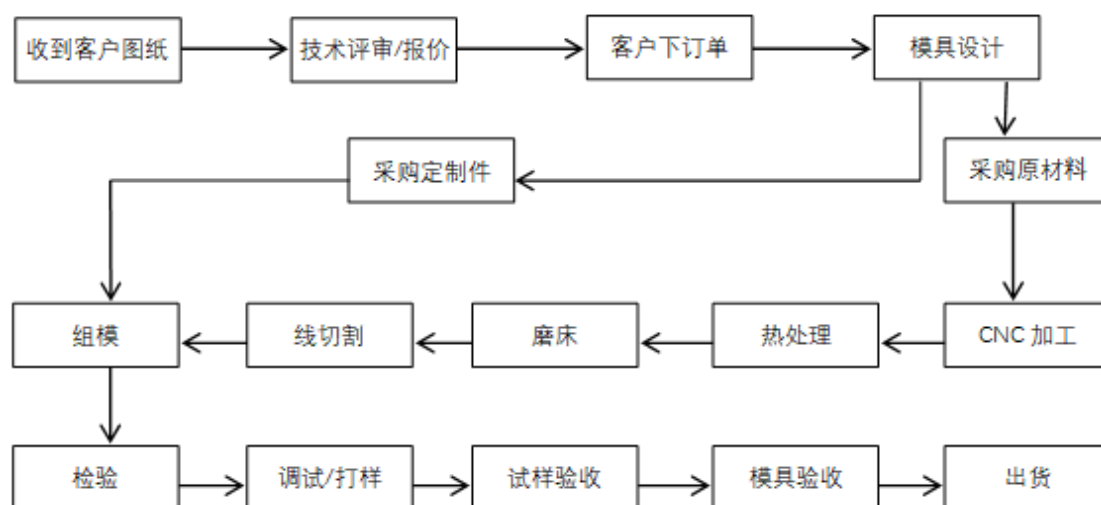 收到客户图纸
技术评审/报价
客户下订单
模具设计
采购定制件
采购原材料
组模
线切割
磨床
热处理
CNC 加工
检验
调试/打样
试样验收
模具验收
出货